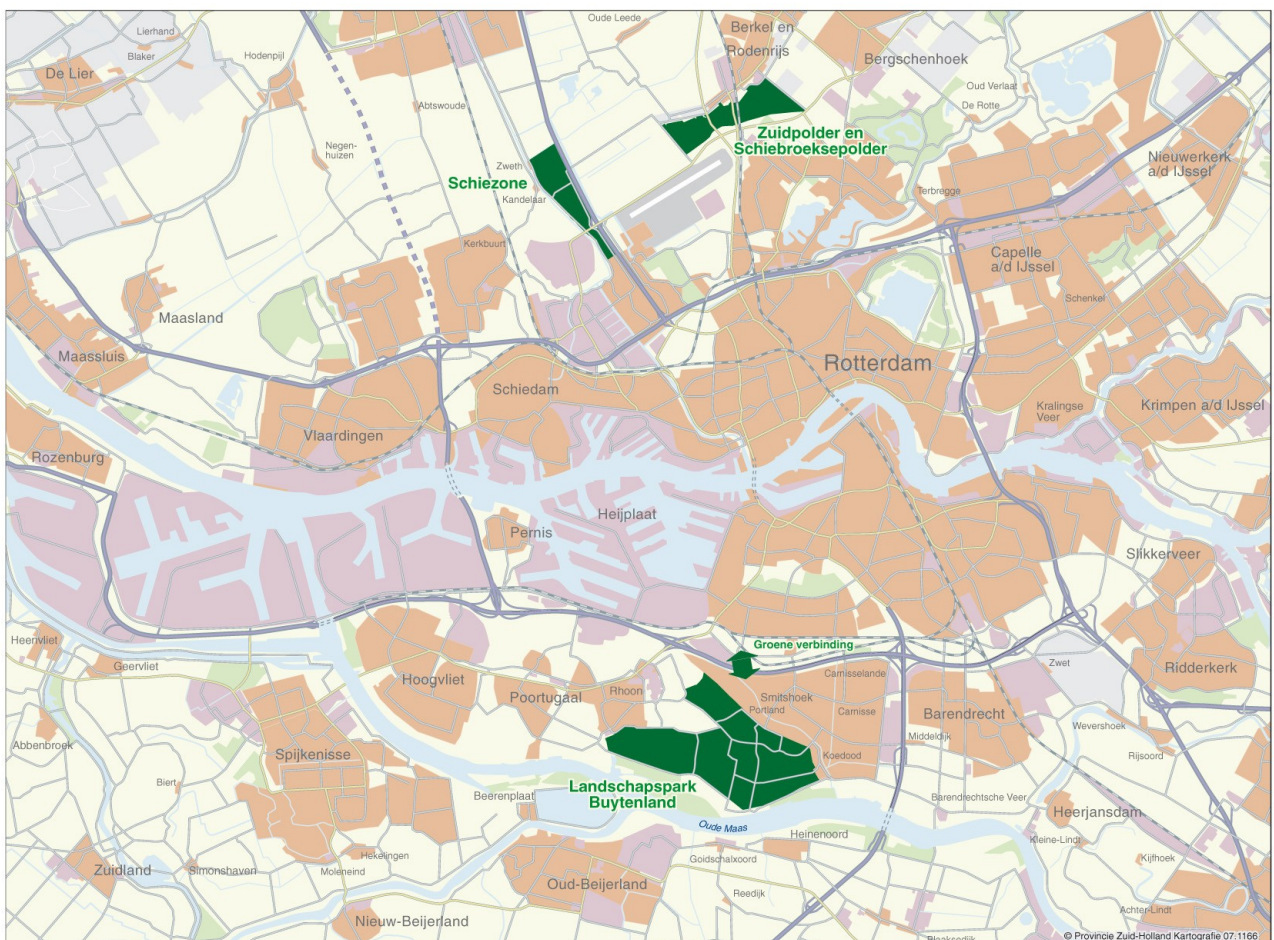 Oude Leede
Berkel en
Rodenrijs
Lierhand
Blaker
Hodenpijl
De Lier
Bergschenhoek
Oud Verlaat
De Rotte
Abtswoude
Zuidpolder en
Schiebroeksepolder
Negen-
huizen
Nieuwerkerk
a/d IJssel
Zweth
Schiezone
Kandelaar
Terbregge
Kerkbuurt
Capelle
a/d IJssel
Schenkel
Maasland
Maassluis
Rotterdam
Schiedam
Kralingse
Veer
Krimpen a/d IJssel
Vlaardingen
Rozenburg
Heijplaat
Pernis
Slikkerveer
Heenvliet
Geervliet
Groene verbinding
Zwet
Ridderkerk
Hoogvliet
Carnisselande
Poortugaal
Rhoon
Smitshoek
Portland
Carnisse
Barendrecht
Wevershoek
Abbenbroek
Middeldijk
Spijkenisse
Koedood
Rijsoord
Biert
Landschapspark
Buytenland
Beerenplaat
Barendrechtsche Veer
Heerjansdam
Oude Maas
Heinenoord
Kleine-Lindt
Hekelingen
Goidschalxoord
Kijfhoek
Zuidland
Simonshaven
Moleneind
Oud-Beijerland
Reedijk
Achter-Lindt
Nieuw-Beijerland
Blaaksedijk
© Provincie Zuid-Holland Kartografie 07.1166